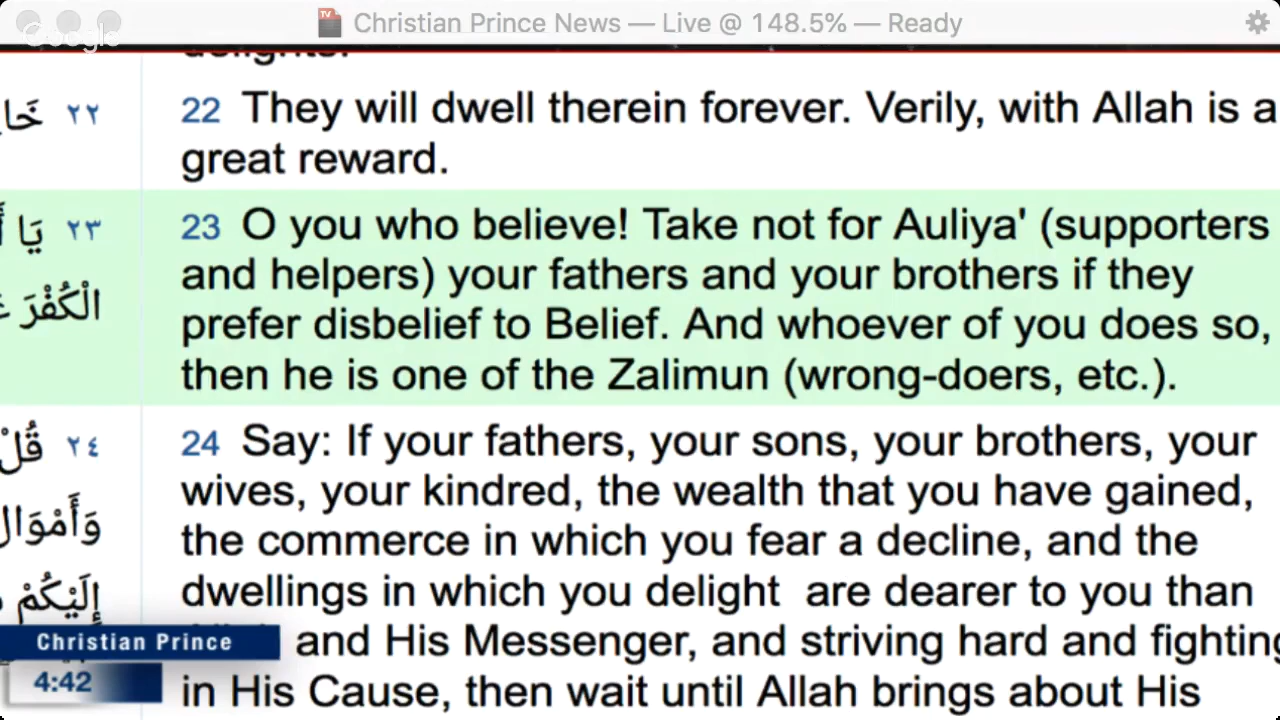 Christian Prince News — Live @ 148.5% — Ready
Google
delights.
22 They will dwell therein forever. Verily, with Allah is a
great reward.
٢٢
23 O you who believe! Take not for Auliya' (supporters
and helpers) your fathers and your brothers if they
prefer disbelief to Belief. And whoever of you does so,
then he is one of the Zalimun (wrong-doers, etc.).
٢٣ يَا
الْكُفْرَ
24 Say: If your fathers, your sons, your brothers, your
wives, your kindred, the wealth that you have gained,
the commerce in which you fear a decline, and the
dwellings in which you delight are dearer to you than
and His Messenger, and striving hard and fighting
in His Cause, then wait until Allah brings about His
٢٤ قُلْ
إِلَيْكُمْ
Christian Prince
4:42